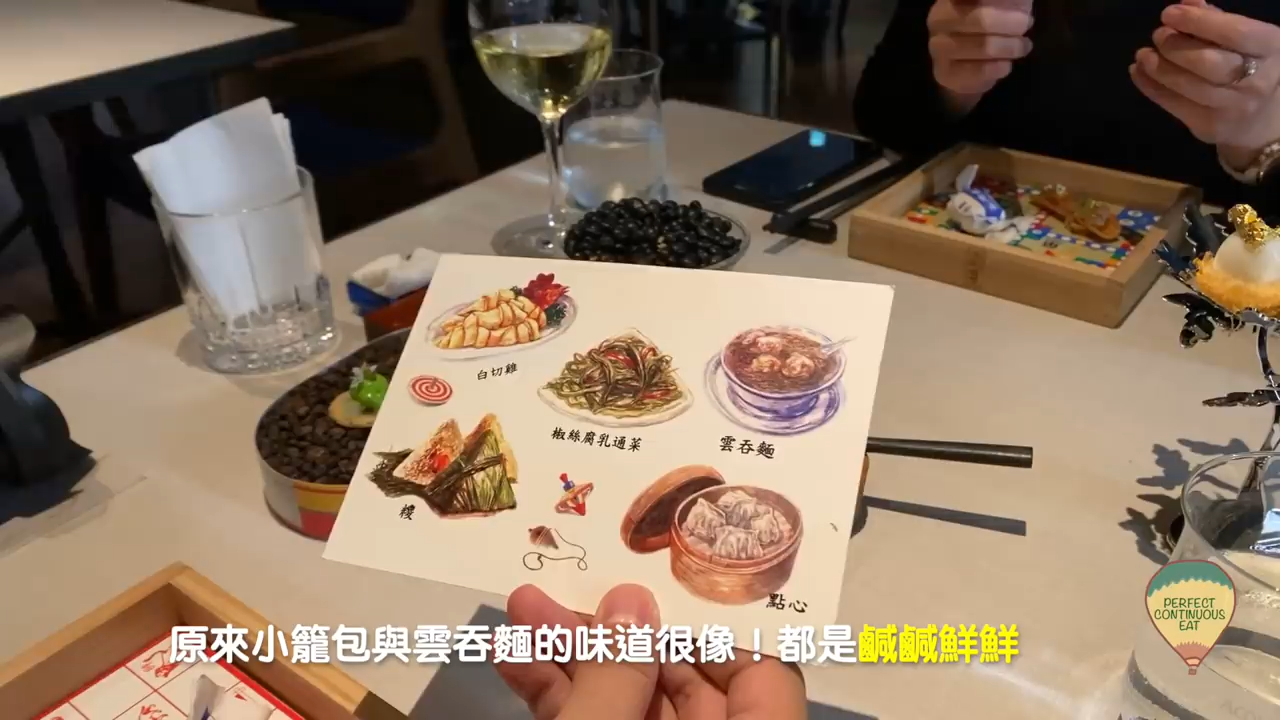 白切雞
椒絲腐乳通菜
雲吞麵
糭
點心
原來小籠包與雲吞麵的味道很像！都是鹹鹹鮮鮮
PERFECT
CONTINUOUS
EAT